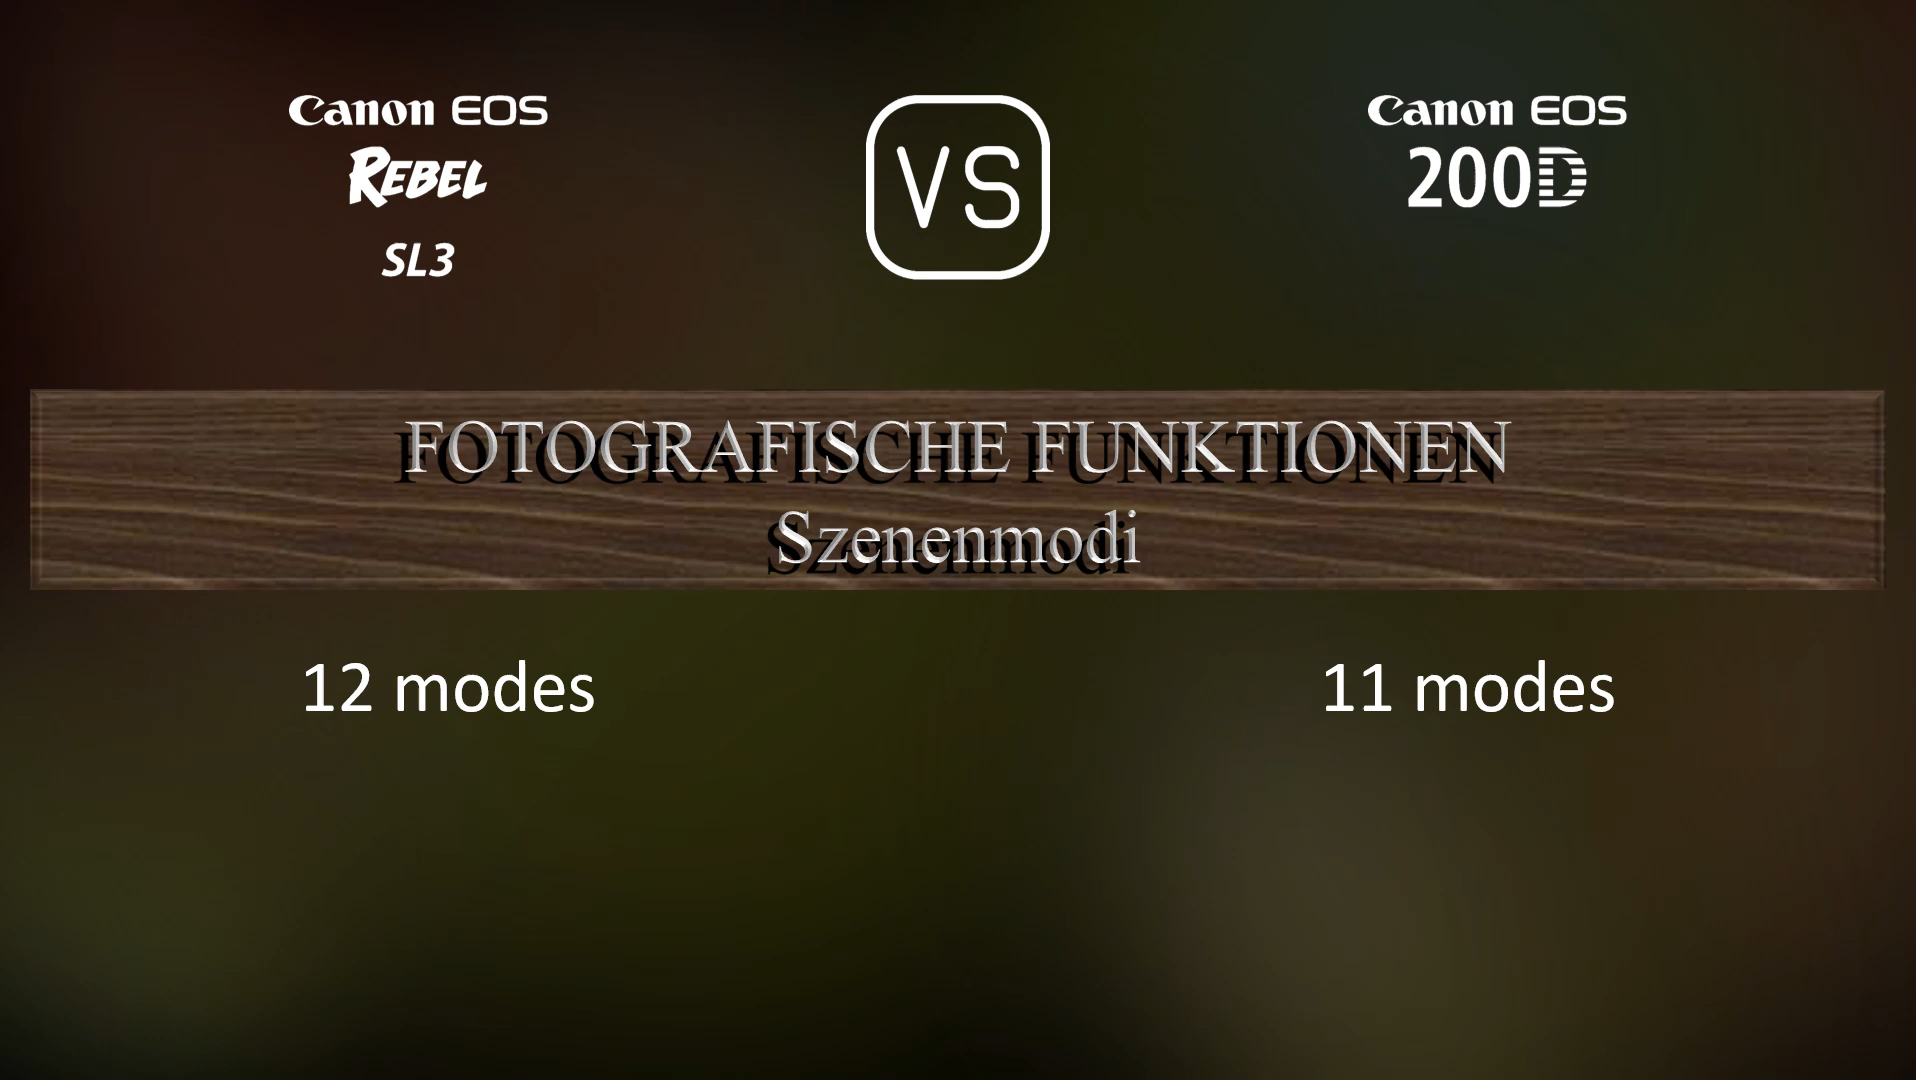 Canon EOS
REBEL
SL3
VS
Canon EOS
200D
FOTOGRAFISCHE FUNKTIONEN
Szenenmodi
12 modes
11 modes